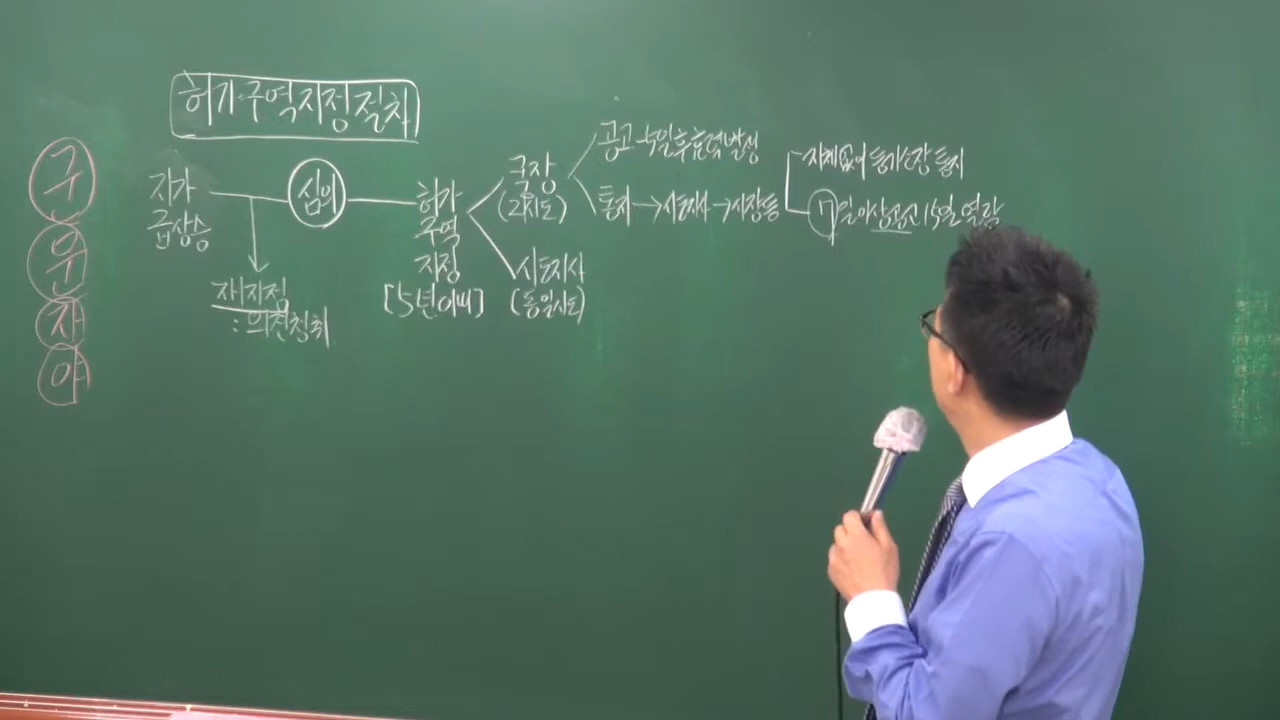 허가구역지정절차
구
우
자
야
지가
급상승
심의
재지정
: 의견청취
허가
구역
지정
[5년이내]
국장
(2시도)
시도지사
(동일시도)
공고 5일후효력발생
통지→시도지사→시장등
지체없이 등기소장 통지
7일이상공고 15일 열람